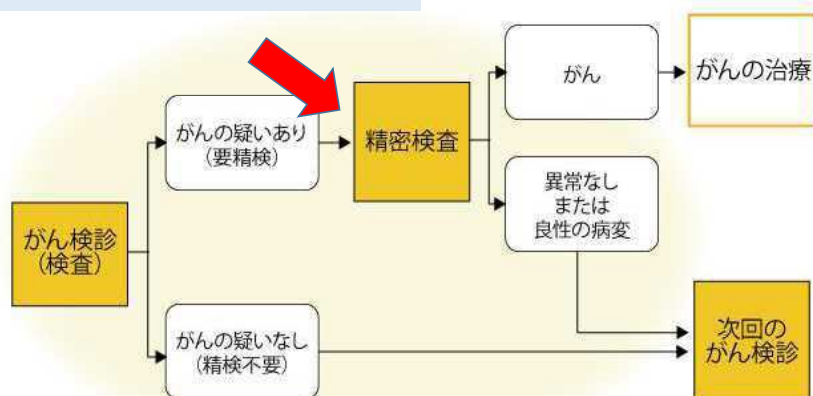 がん検診
(検査)
がんの疑いあり
(要精検)
精密検査
がん
がんの治療
異常なし
または
良性の病変
がんの疑いなし
(精検不要)
次回の
がん検診